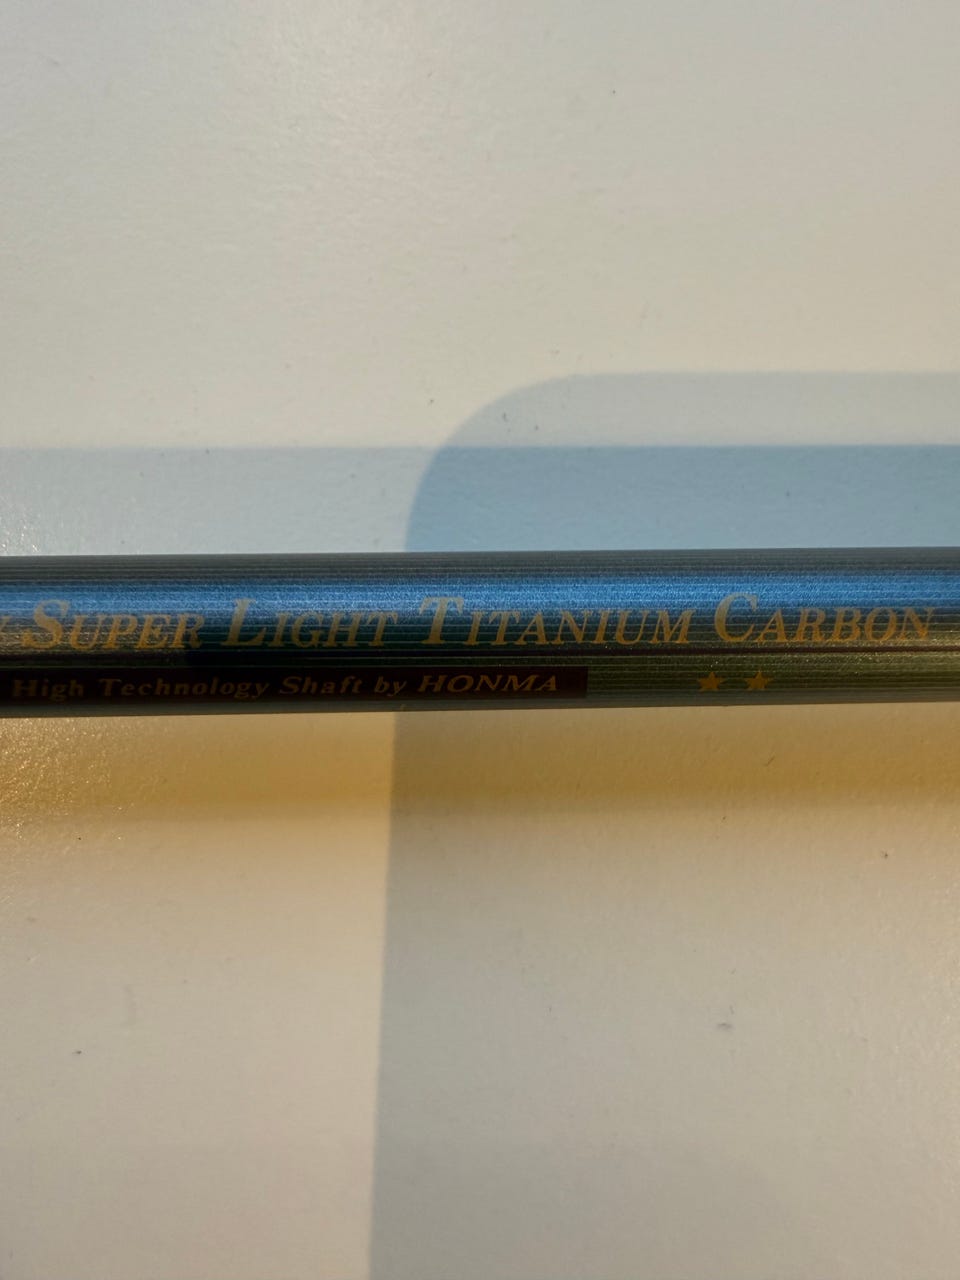 SUPER LIGHT TITANIUM CARBON
High Technology Shaft by HONMA
★ ★